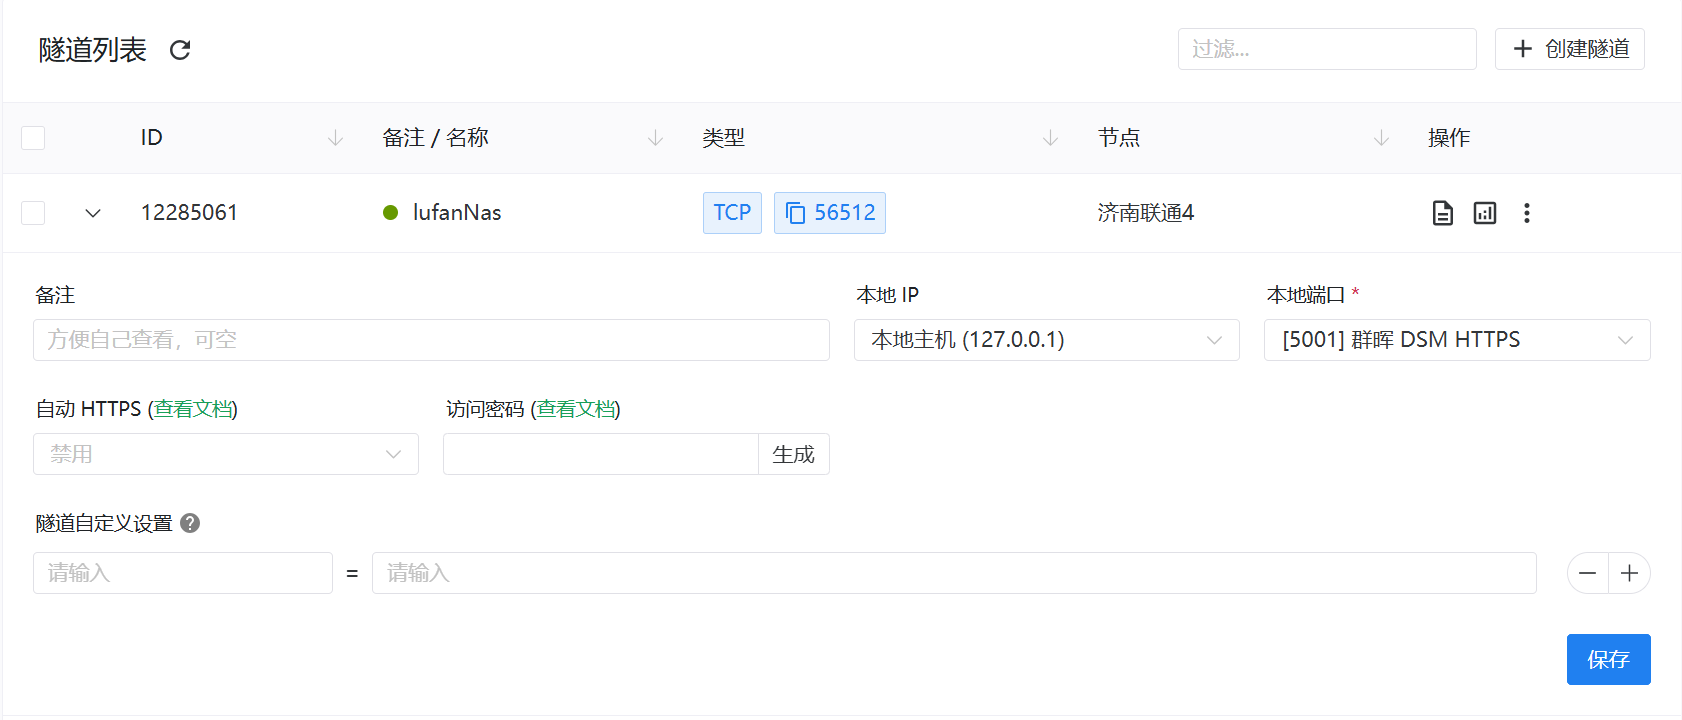 隧道列表
过滤...
创建隧道
ID
备注 / 名称
类型
节点
操作
12285061
lufanNas
TCP
56512
济南联通4
备注
本地 IP
本地端口 *
方便自己查看，可空
本地主机 (127.0.0.1)
[5001] 群晖 DSM HTTPS
自动 HTTPS (查看文档)
访问密码 (查看文档)
禁用
生成
隧道自定义设置
请输入
=
请输入
保存